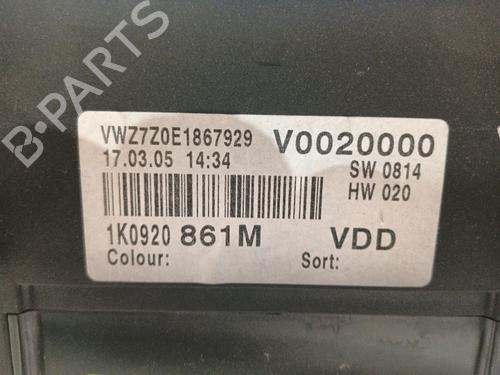 B-PARTS
VWZ7Z0E1867929 V0020000
17.03.05 14:34 SW 0814
HW 020
1K0920 861M VDD
Colour: Sort: